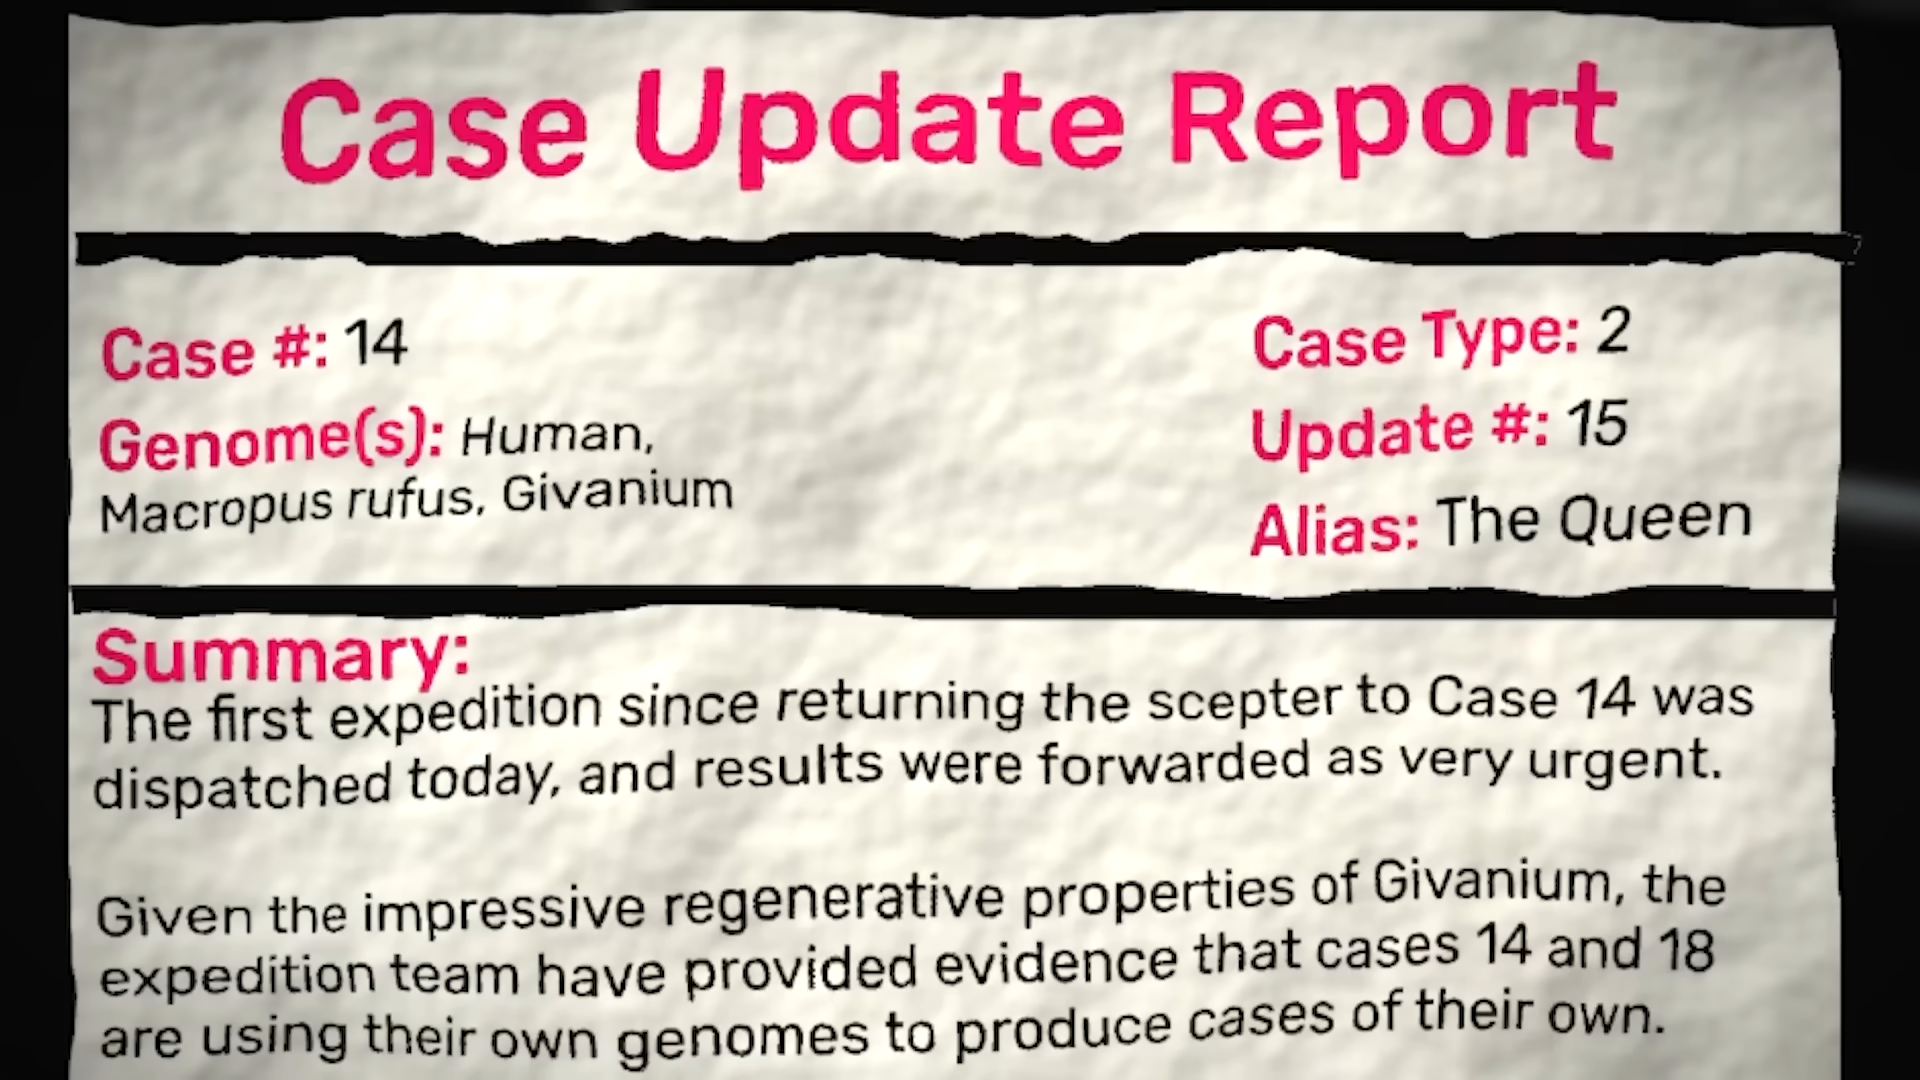 Case Update Report
Case #: 14
Genome(s): Human,
Macropus rufus, Givanium
Case Type: 2
Update #: 15
Alias: The Queen
Summary:
The first expedition since returning the scepter to Case 14 was
dispatched today, and results were forwarded as very urgent.
Given the impressive regenerative properties of Givanium, the
expedition team have provided evidence that cases 14 and 18
are using their own genomes to produce cases of their own.